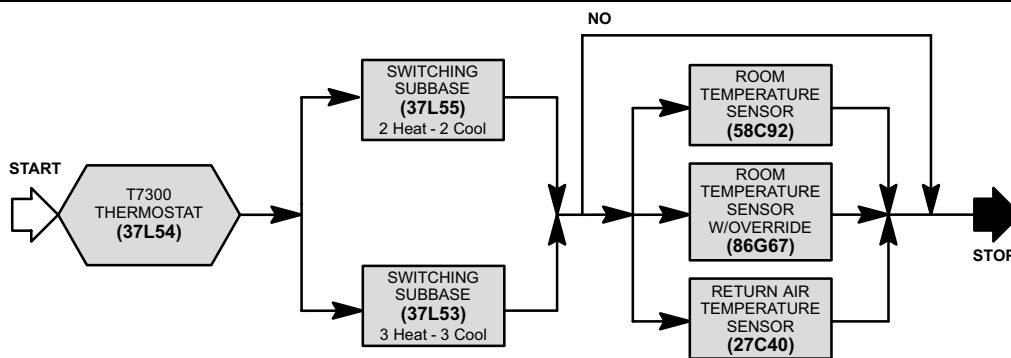 NO
START
T7300
THERMOSTAT
(37L54)
SWITCHING
SUBBASE
(37L55)
2 Heat - 2 Cool
SWITCHING
SUBBASE
(37L53)
3 Heat - 3 Cool
ROOM
TEMPERATURE
SENSOR
(58C92)
ROOM
TEMPERATURE
SENSOR
W/OVERRIDE
(86G67)
RETURN AIR
TEMPERATURE
SENSOR
(27C40)
STOP